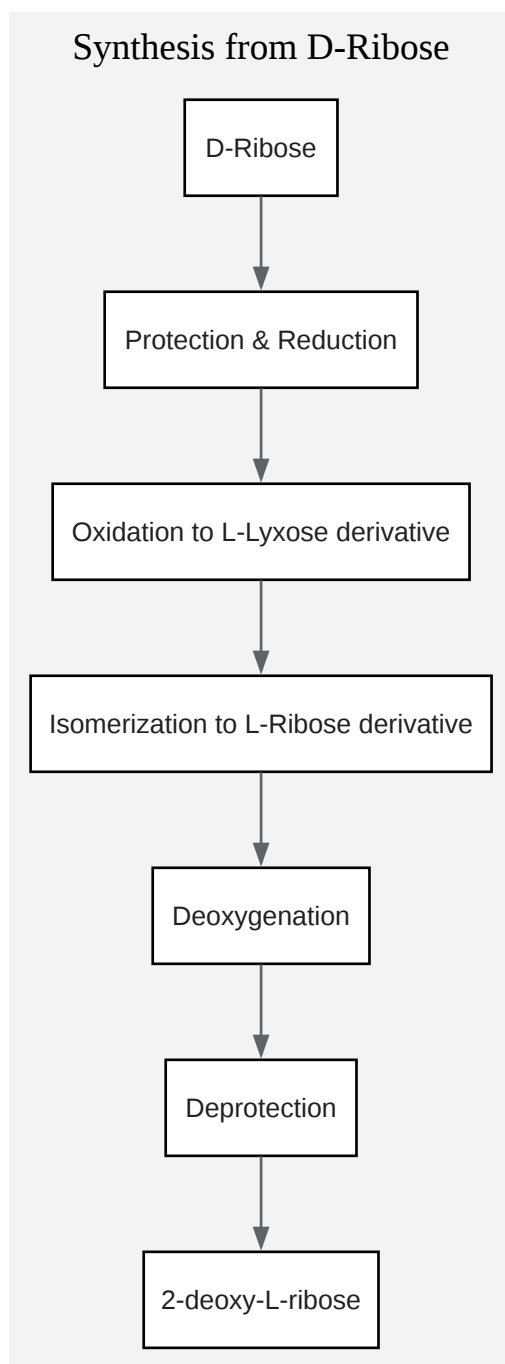 Synthesis from D-Ribose
D-Ribose
Protection & Reduction
Oxidation to L-Lyxose derivative
Isomerization to L-Ribose derivative
Deoxygenation
Deprotection
2-deoxy-L-ribose